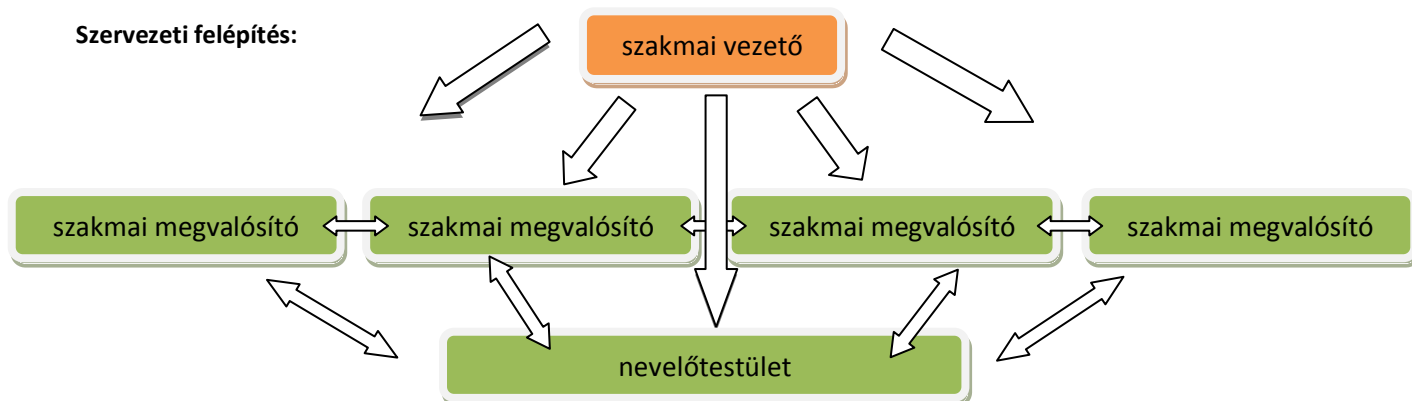 Szervezeti felépítés:
szakmai vezető
szakmai megvalósító
szakmai megvalósító
szakmai megvalósító
szakmai megvalósító
nevelőtestület